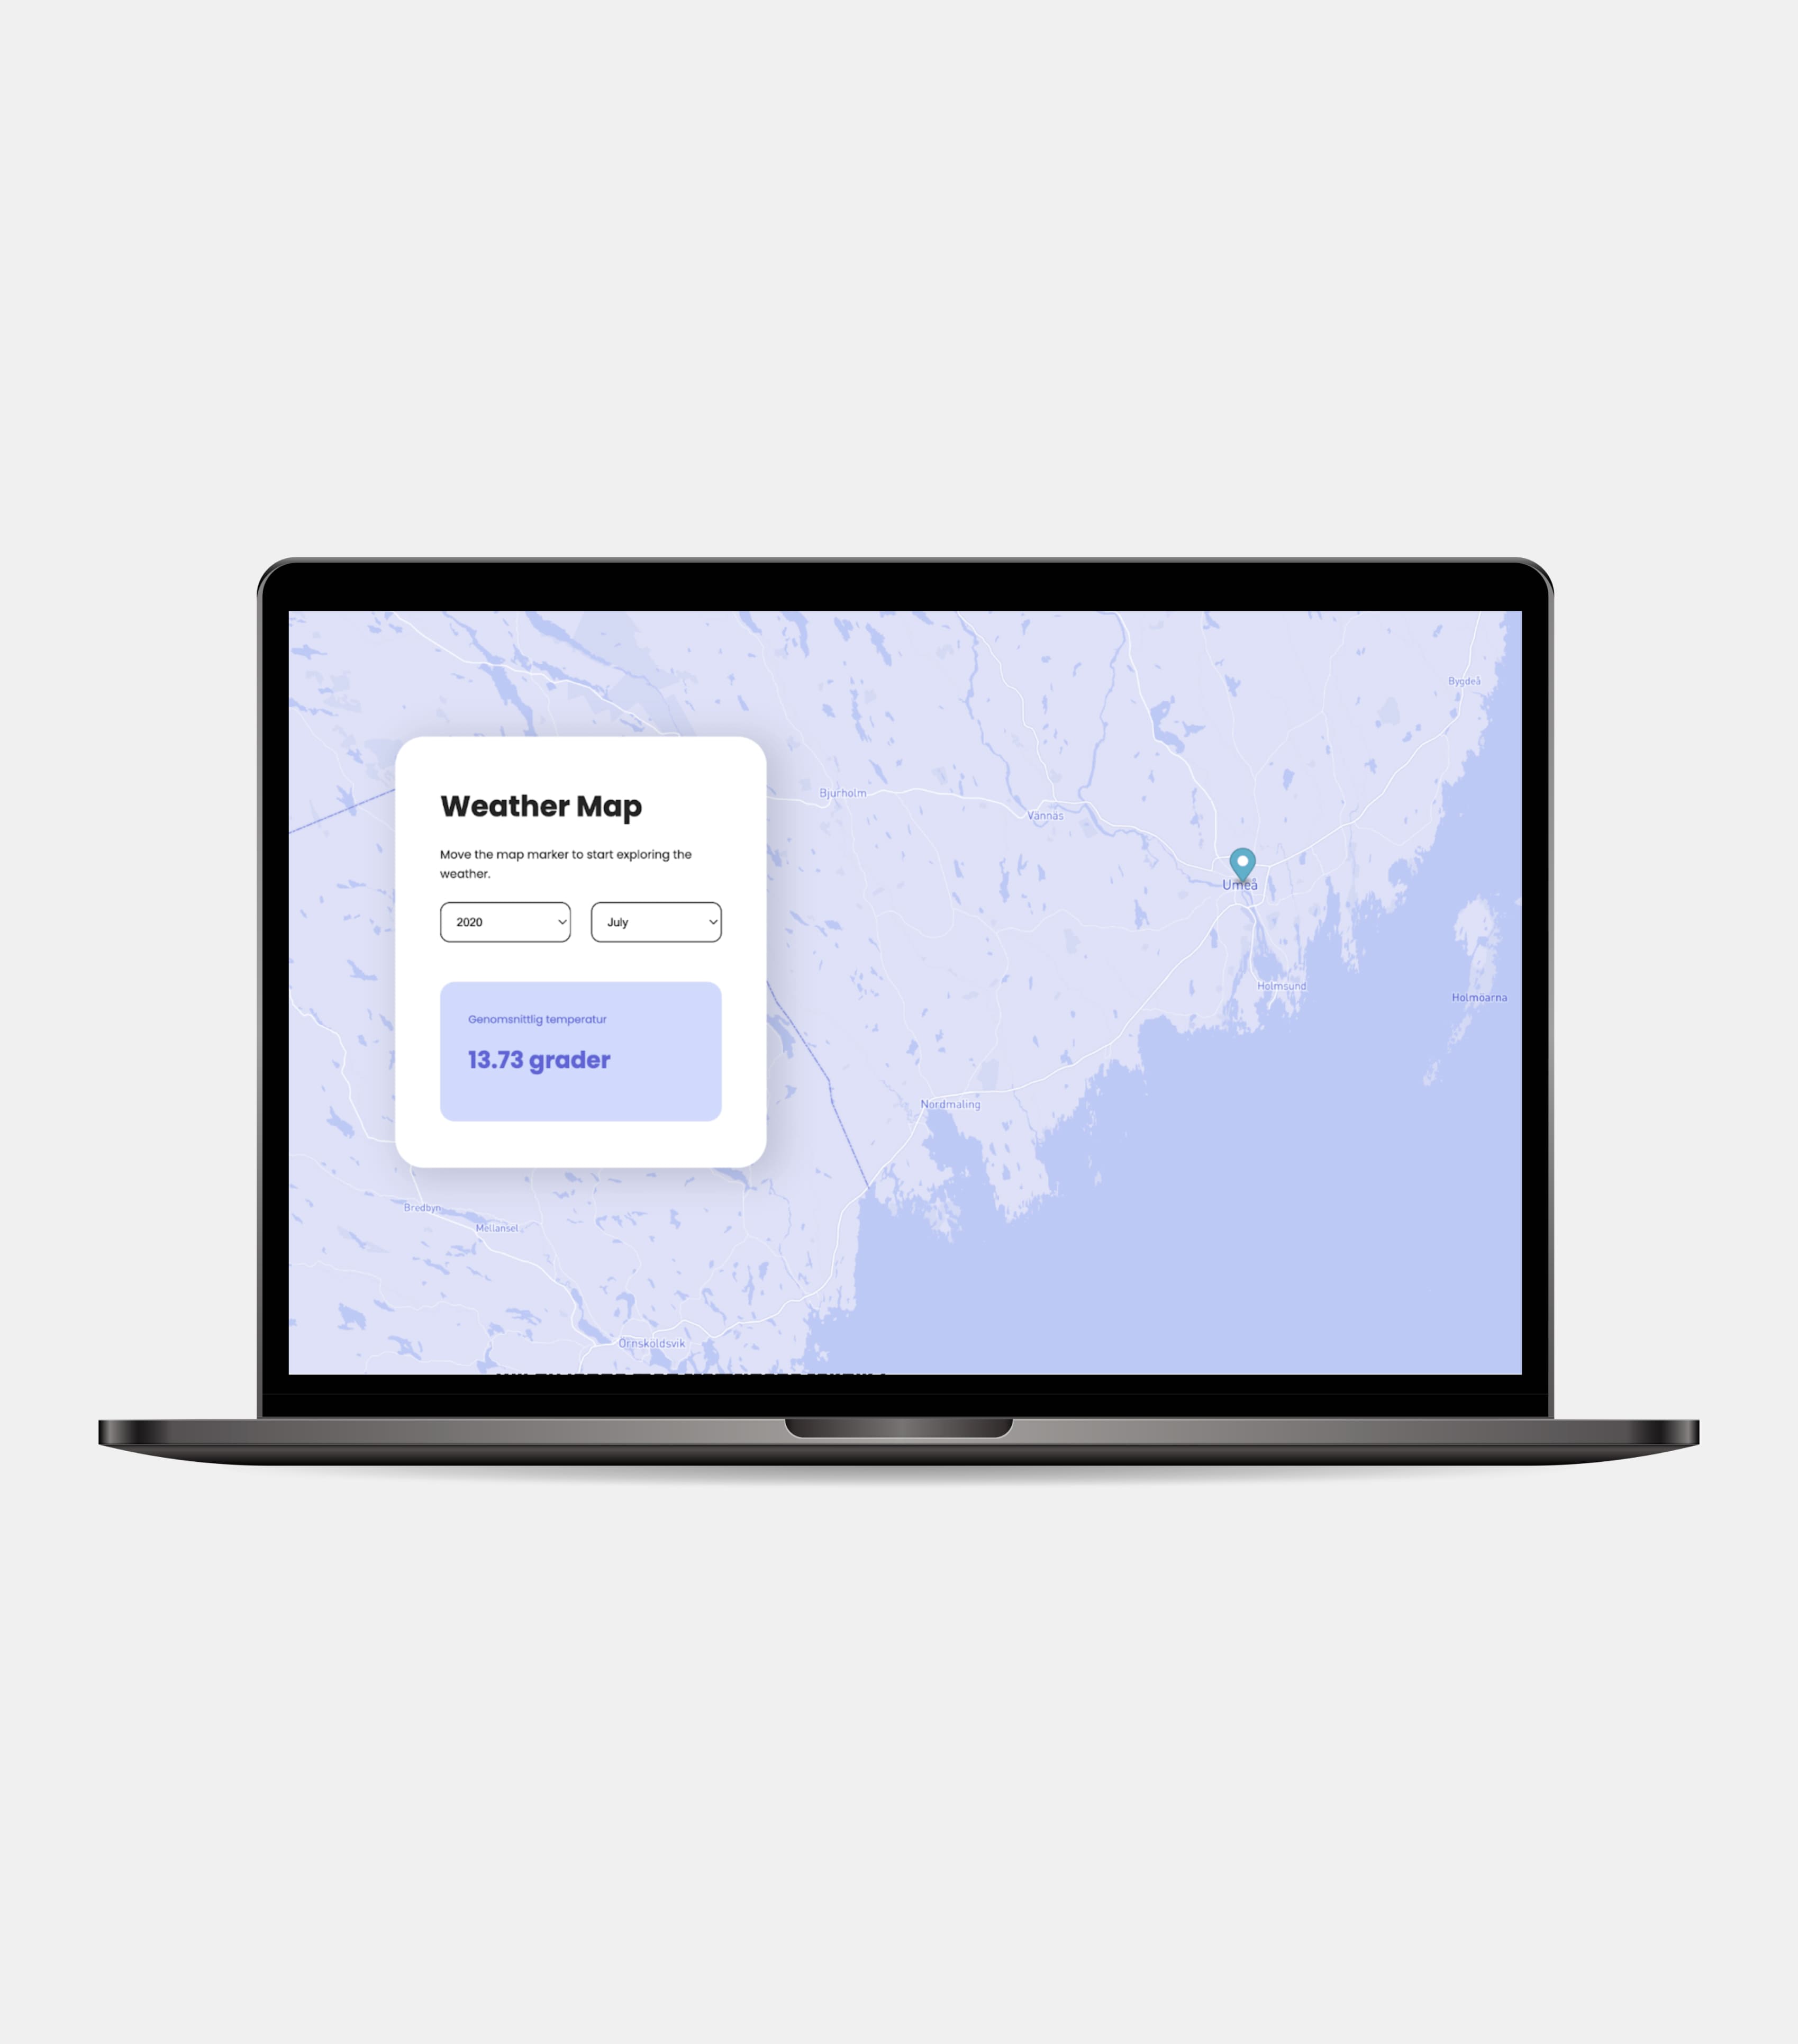 Weather Map
Move the map marker to start exploring the
weather.
2020
July
Genomsnittlig temperatur
13.73 grader
Bygdeå
Bjurholm
Vännäs
Umeå
Holmsund
Holmöarna
Nordmaling
Bredbyn
Mellansel
Örnsköldsvik